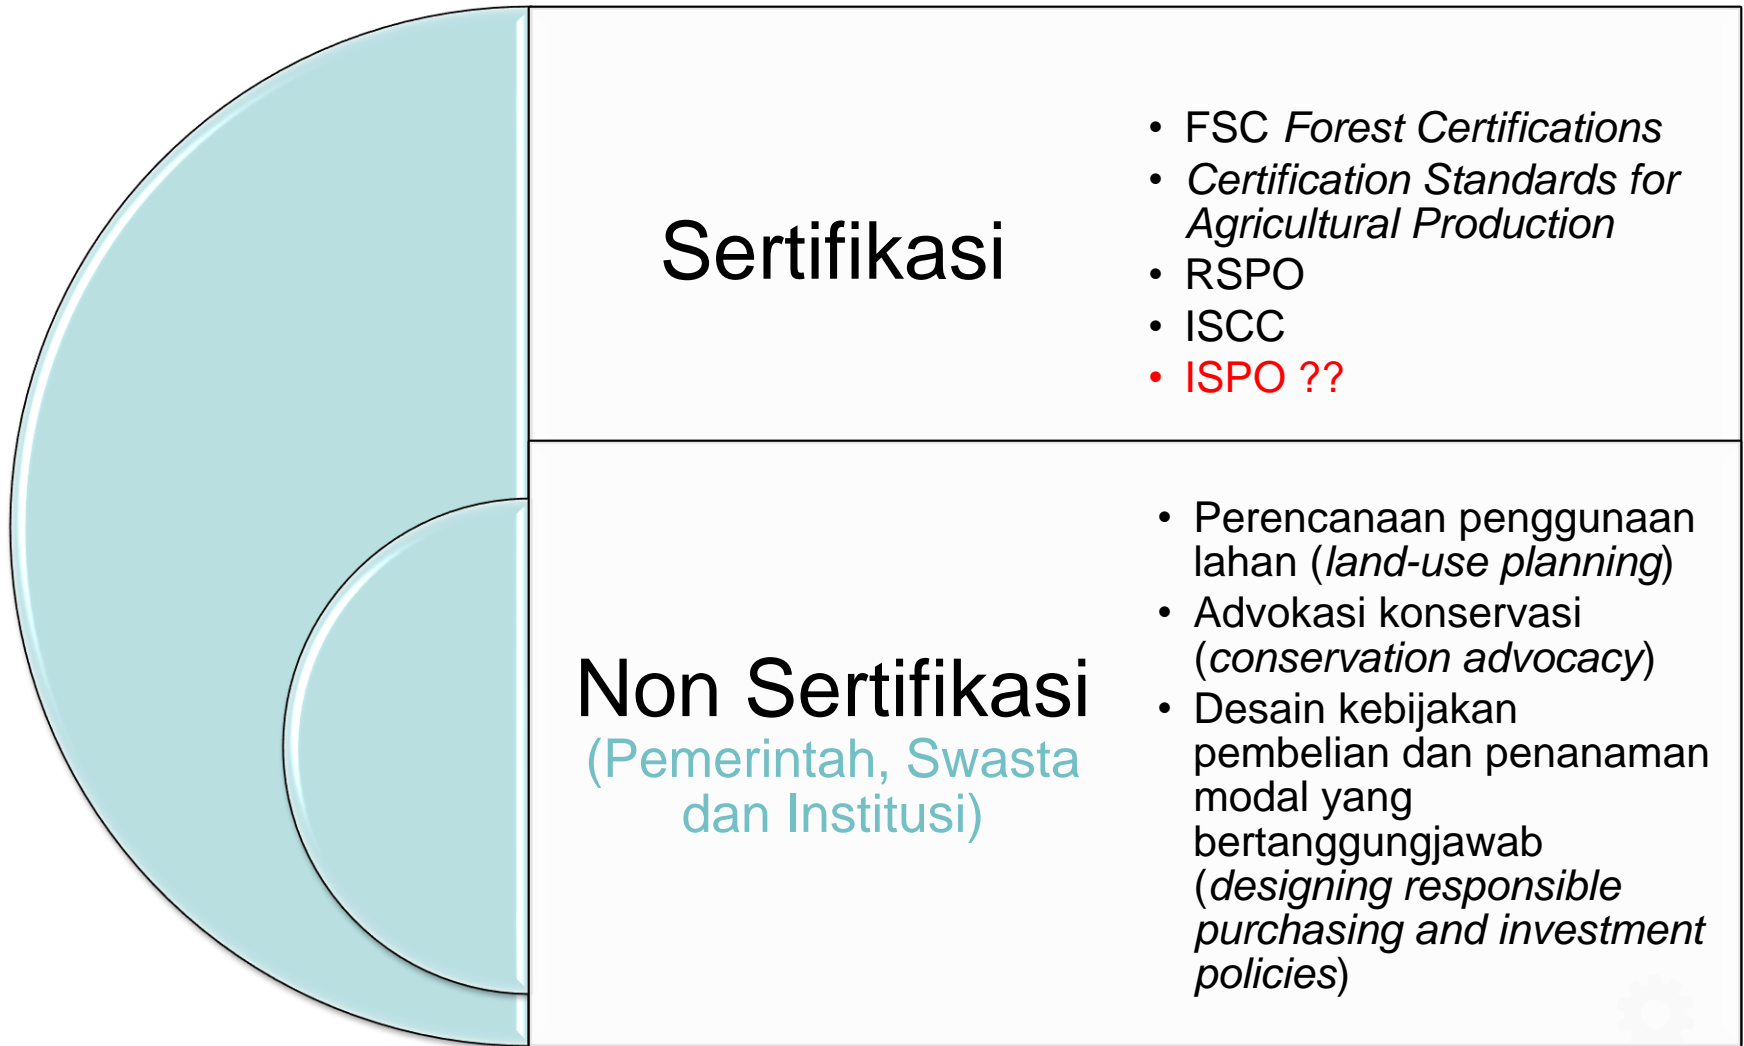 Sertifikasi
• FSC Forest Certifications
• Certification Standards for
Agricultural Production
• RSPO
• ISCC
• ISPO ??
Non Sertifikasi
(Pemerintah, Swasta
dan Institusi)
• Perencanaan penggunaan
lahan (land-use planning)
• Advokasi konservasi
(conservation advocacy)
• Desain kebijakan
pembelian dan penanaman
modal yang
bertanggungjawab
(designing responsible
purchasing and investment
policies)